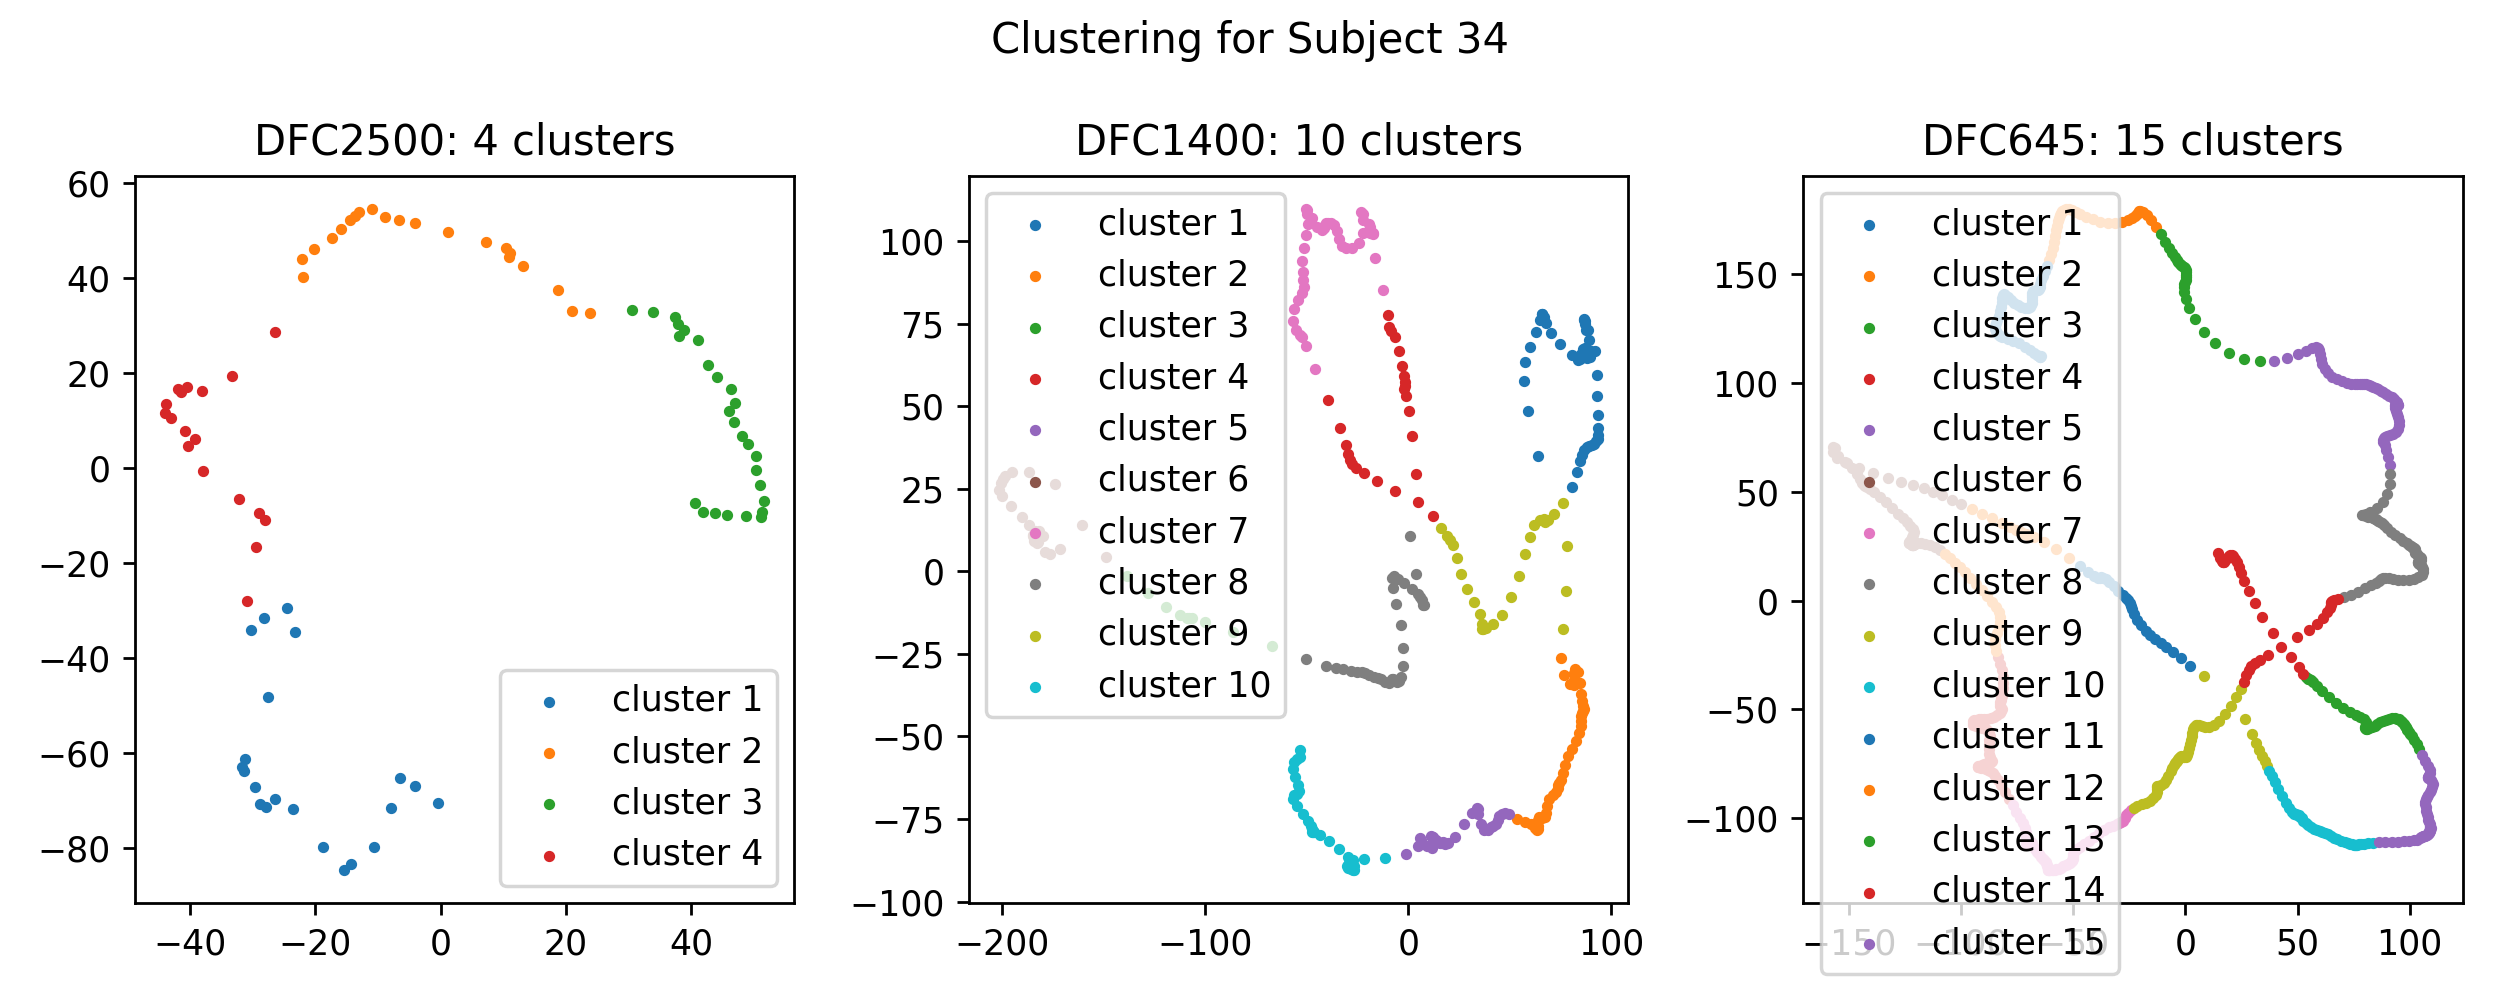 Clustering for Subject 34
DFC2500: 4 clusters
60
40
20
0
−20
−40
−60
−80
−40
−20
0
20
40
cluster 1
cluster 2
cluster 3
cluster 4
DFC1400: 10 clusters
100
75
50
25
0
−25
−50
−75
−100
−200
−100
0
100
cluster 1
cluster 2
cluster 3
cluster 4
cluster 5
cluster 6
cluster 7
cluster 8
cluster 9
cluster 10
DFC645: 15 clusters
150
100
50
0
−50
−100
−150
−100
−50
0
50
100
cluster 1
cluster 2
cluster 3
cluster 4
cluster 5
cluster 6
cluster 7
cluster 8
cluster 9
cluster 10
cluster 11
cluster 12
cluster 13
cluster 14
cluster 15